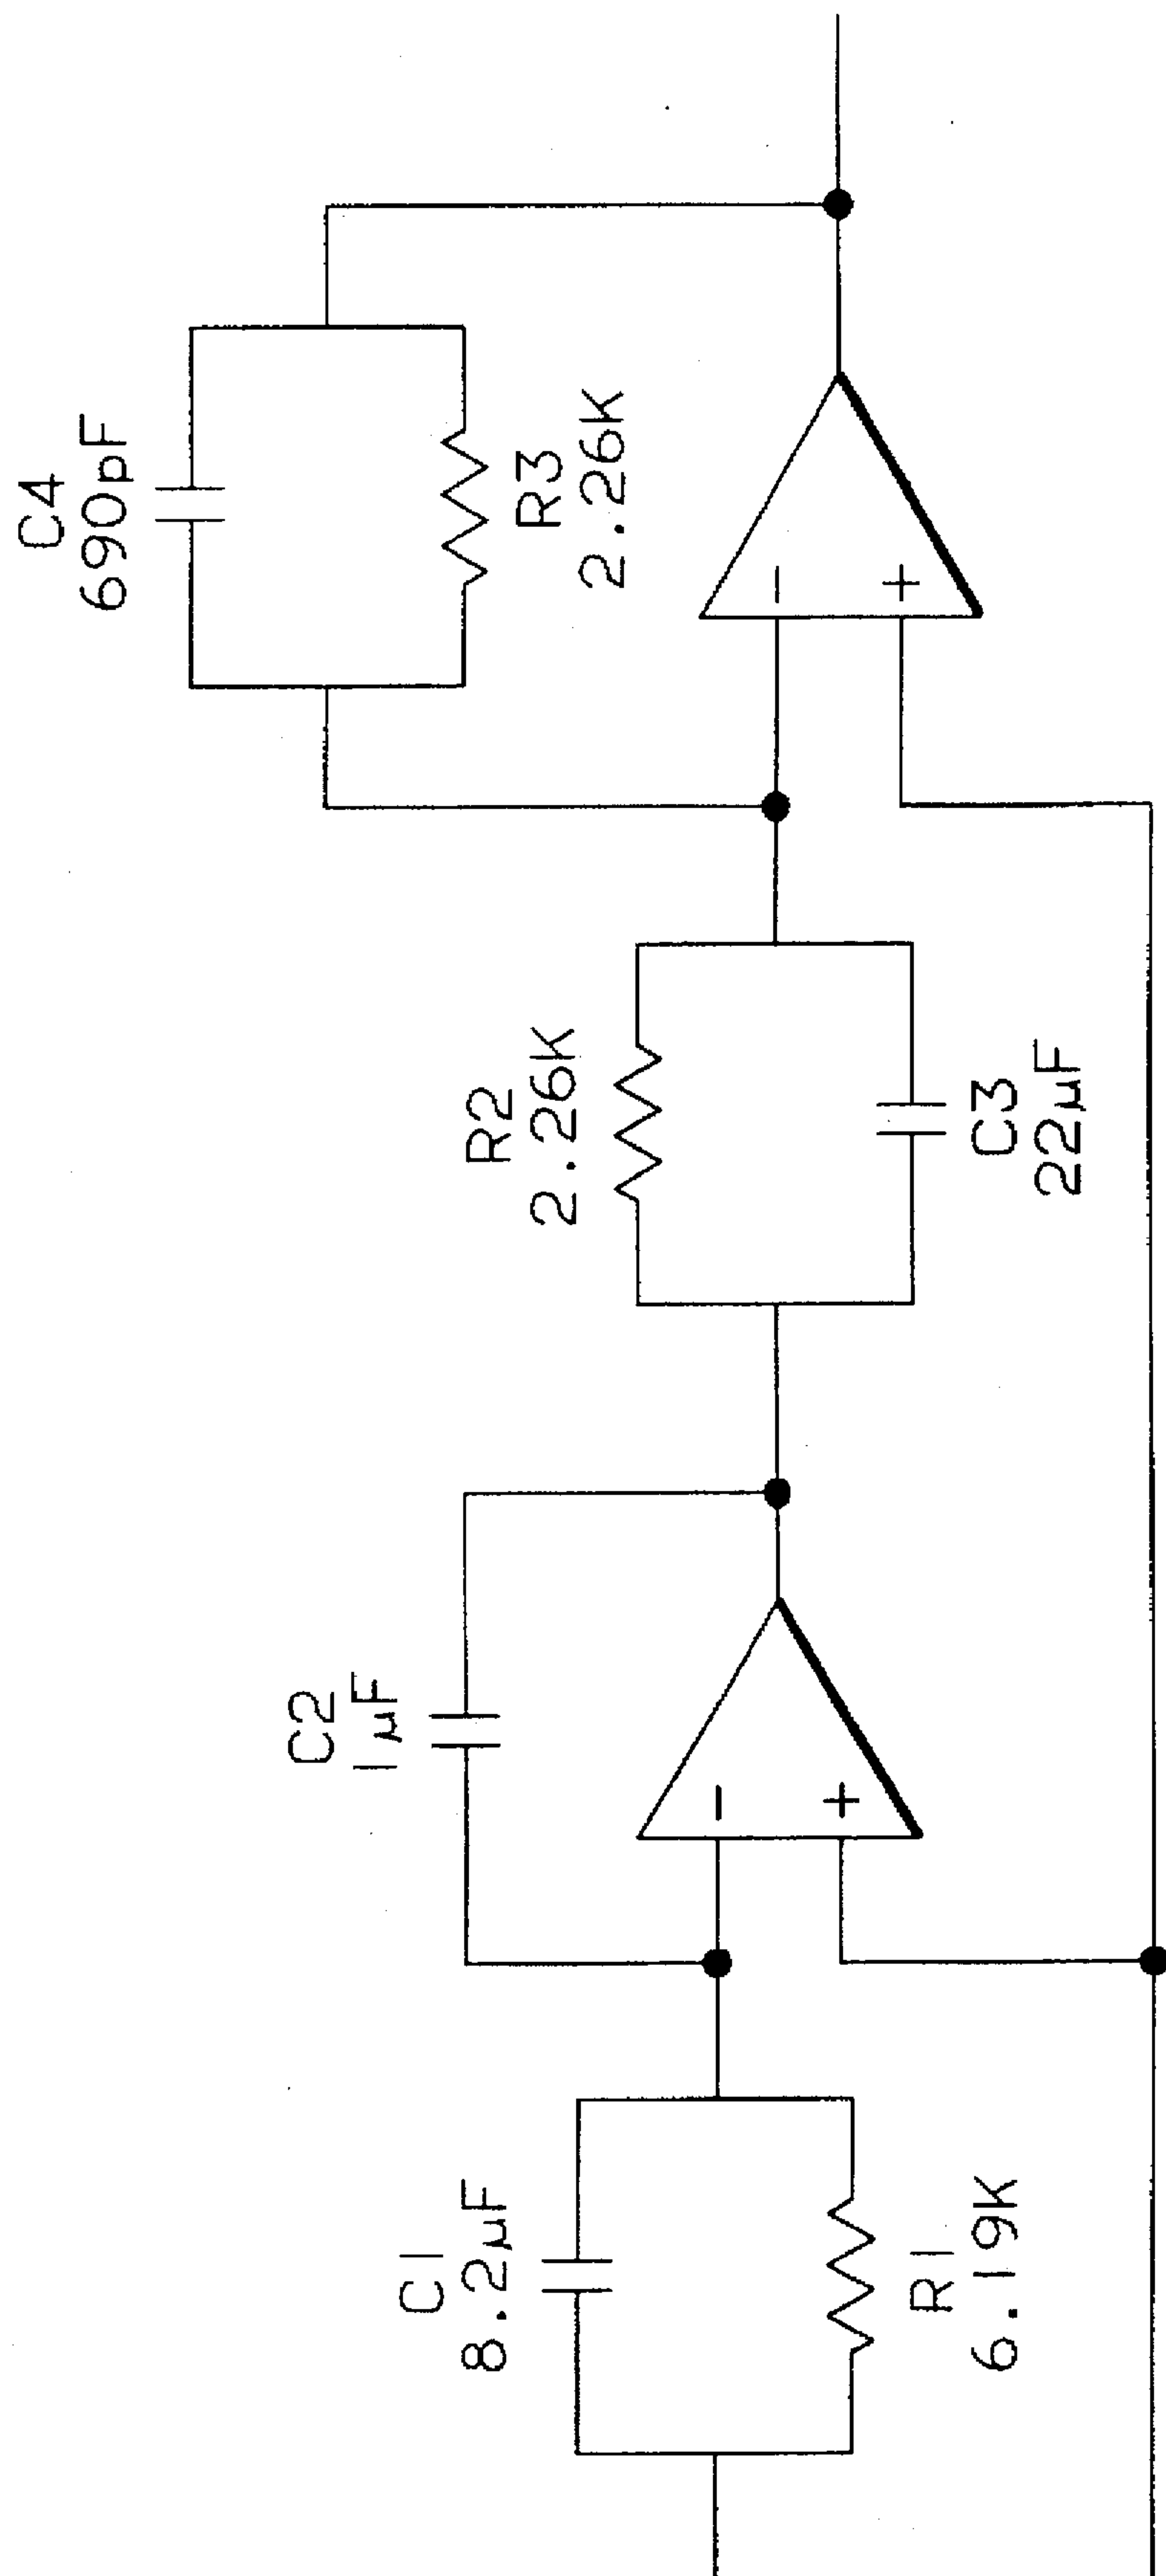 C4
690pF
R3
2.26K
−
+
R2
2.26K
C3
22μF
C2
1μF
−
+
C1
8.2μF
R1
6.19K